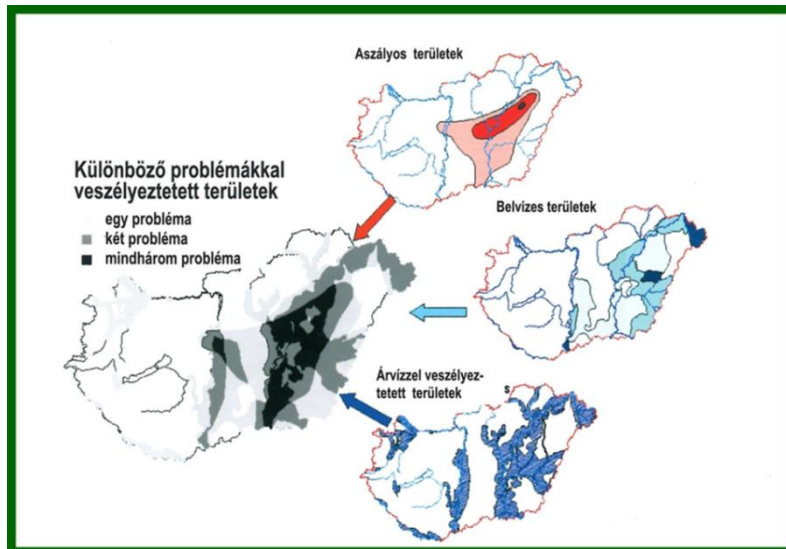 Aszályos területek
Különböző problémákkal
veszélyeztetett területek
egy probléma
két probléma
mindhárom probléma
Belvizes területek
Árvízzel veszélyez-
tetett területek
s